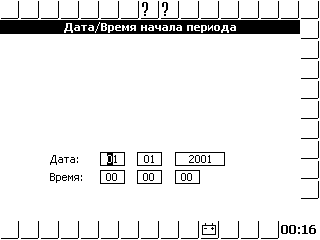 ? ?
Дата/Время начала периода
Дата: 01 01 2001
Время: 00 00 00
00:16